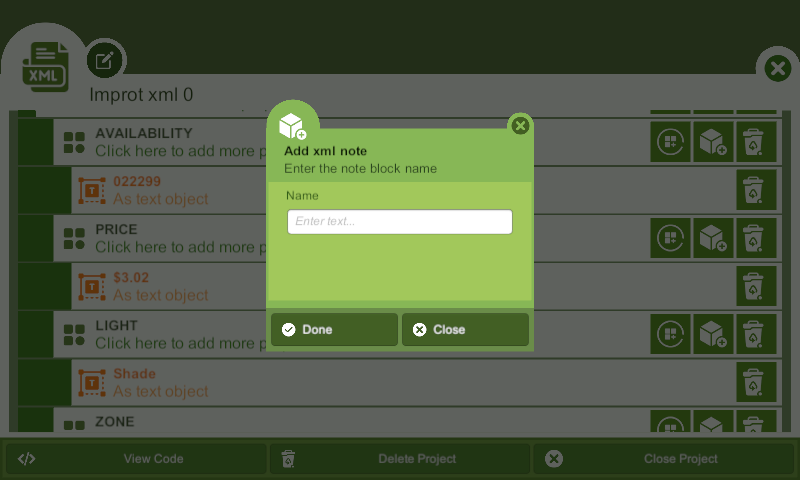 XML
Improt xml 0
AVAILABILITY
Click here to add more p
022299
As text object
PRICE
Click here to add more p
$3.02
As text object
LIGHT
Click here to add more p
Shade
As text object
ZONE
Add xml note
Enter the note block name
Name
Enter text...
Done
Close
View Code
Delete Project
Close Project